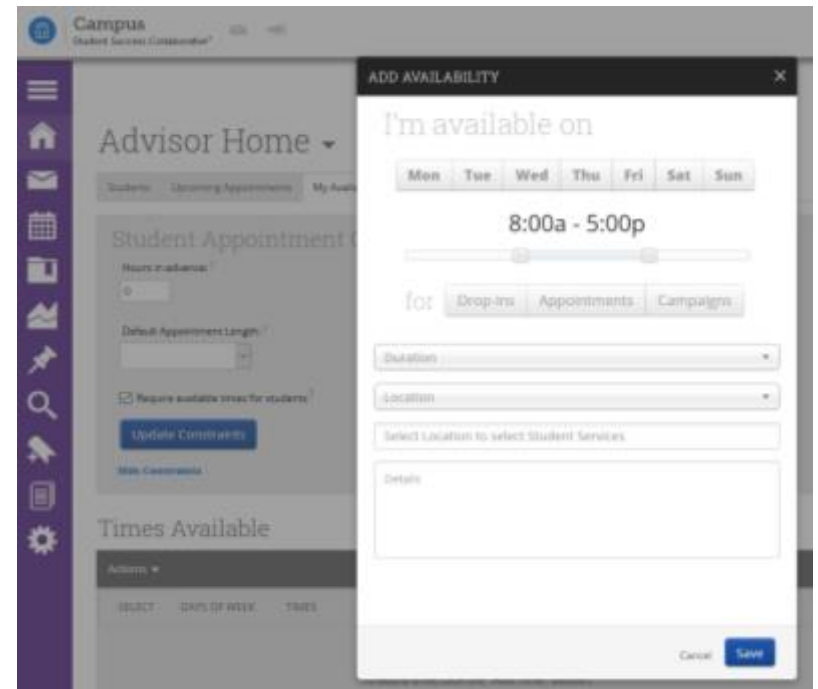 Campus
Student Success Collaborative
ADD AVAILABILITY
×
I'm available on
Advisor Home
Mon Tue Wed Thu Fri Sat Sun
Students Upcoming Appointments My Avail
8:00a - 5:00p
Student Appointment
Hours in advance ?
0
for Drop-ins Appointments Campaigns
Default Appointment Length ?
Duration
Require available times for students ?
Location
Update Constraints
Select Location to select Student Services
Hide Constraints
Details
Times Available
Actions
SELECT DAYS OF WEEK TIMES
Cancel Save